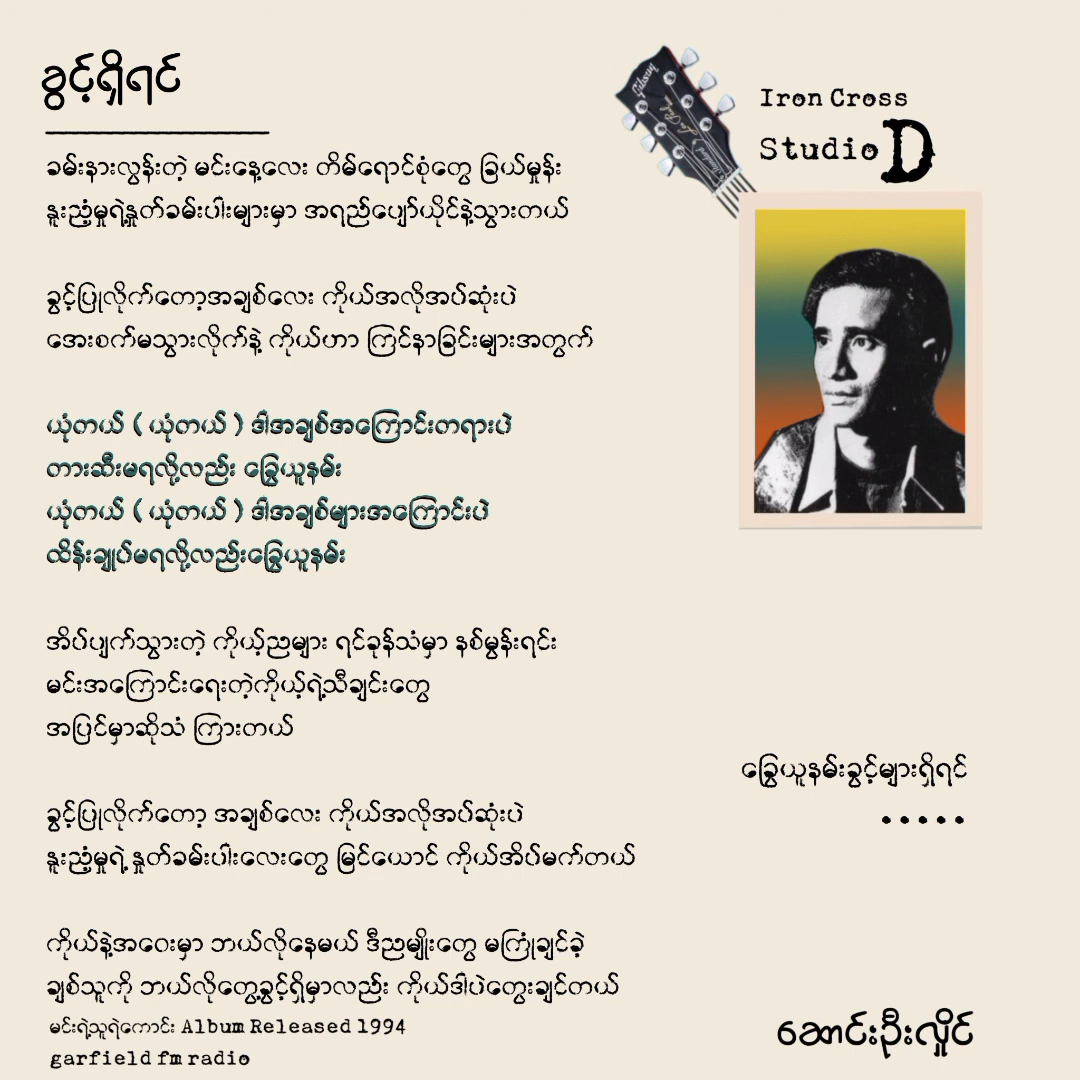 ခွင့်ရှိရင်
ခမ်းနားလွန်းတဲ့ မင်းနေ့လေး တိမ်ရောင်စုံတွေ ခြယ်မှုန်း
နူးညံ့မှုရဲ့နှုတ်ခမ်းပါးများမှာ အရည်ပျော်ယိုင်နဲ့သွားတယ်
ခွင့်ပြုလိုက်တော့အချစ်လေး ကိုယ်အလိုအပ်ဆုံးပဲ
အေးစက်မသွားလိုက်နဲ့ ကိုယ်ဟာ ကြင်နာခြင်းများအတွက်
ယုံတယ် ( ယုံတယ် ) ဒါအချစ်အကြောင်းတရားပဲ
တားဆီးမရလို့လည်း ခြွေယူနမ်း
ယုံတယ် ( ယုံတယ် ) ဒါအချစ်များအကြောင်းပဲ
ထိန်းချုပ်မရလို့လည်းခြွေယူနမ်း
အိပ်ပျက်သွားတဲ့ ကိုယ့်ညများ ရင်ခုန်သံမှာ နစ်မွန်းရင်း
မင်းအကြောင်းရေးတဲ့ကိုယ့်ရဲ့သီချင်းတွေ
အပြင်မှာဆိုသံ ကြားတယ်
ခြွေယူနမ်းခွင့်များရှိရင်
.....
ခွင့်ပြုလိုက်တော့ အချစ်လေး ကိုယ်အလိုအပ်ဆုံးပဲ
နူးညံ့မှုရဲ့ နှုတ်ခမ်းပါးလေးတွေ မြင်ယောင် ကိုယ်အိပ်မက်တယ်
ကိုယ်နဲ့အဝေးမှာ ဘယ်လိုနေမယ် ဒီညမျိုးတွေ မကြုံချင်ခဲ့
ချစ်သူကို ဘယ်လိုတွေ့ခွင့်ရှိမှာလည်း ကိုယ်ဒါပဲတွေးချင်တယ်
မင်းရဲ့သူရဲကောင်း Album Released 1994
garfield fm radio
Iron Cross
Studio D
Gibson
Les Paul
ဆောင်းဦးလှိုင်